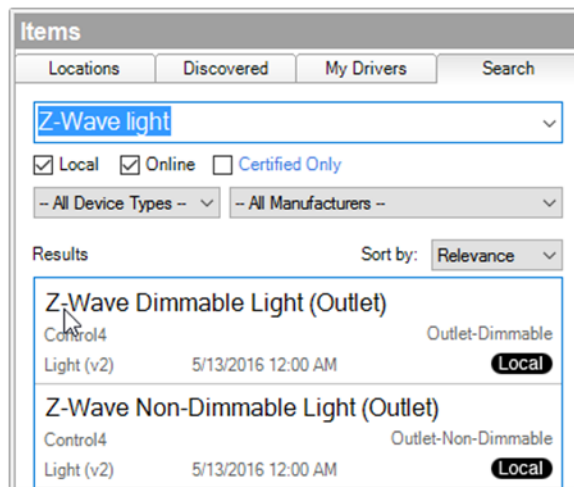 Items
Locations Discovered My Drivers Search
Z-Wave light
Local Online Certified Only
-- All Device Types -- -- All Manufacturers --
Results Sort by: Relevance
Z-Wave Dimmable Light (Outlet)
Control4 Outlet-Dimmable
Light (v2) 5/13/2016 12:00 AM Local
Z-Wave Non-Dimmable Light (Outlet)
Control4 Outlet-Non-Dimmable
Light (v2) 5/13/2016 12:00 AM Local